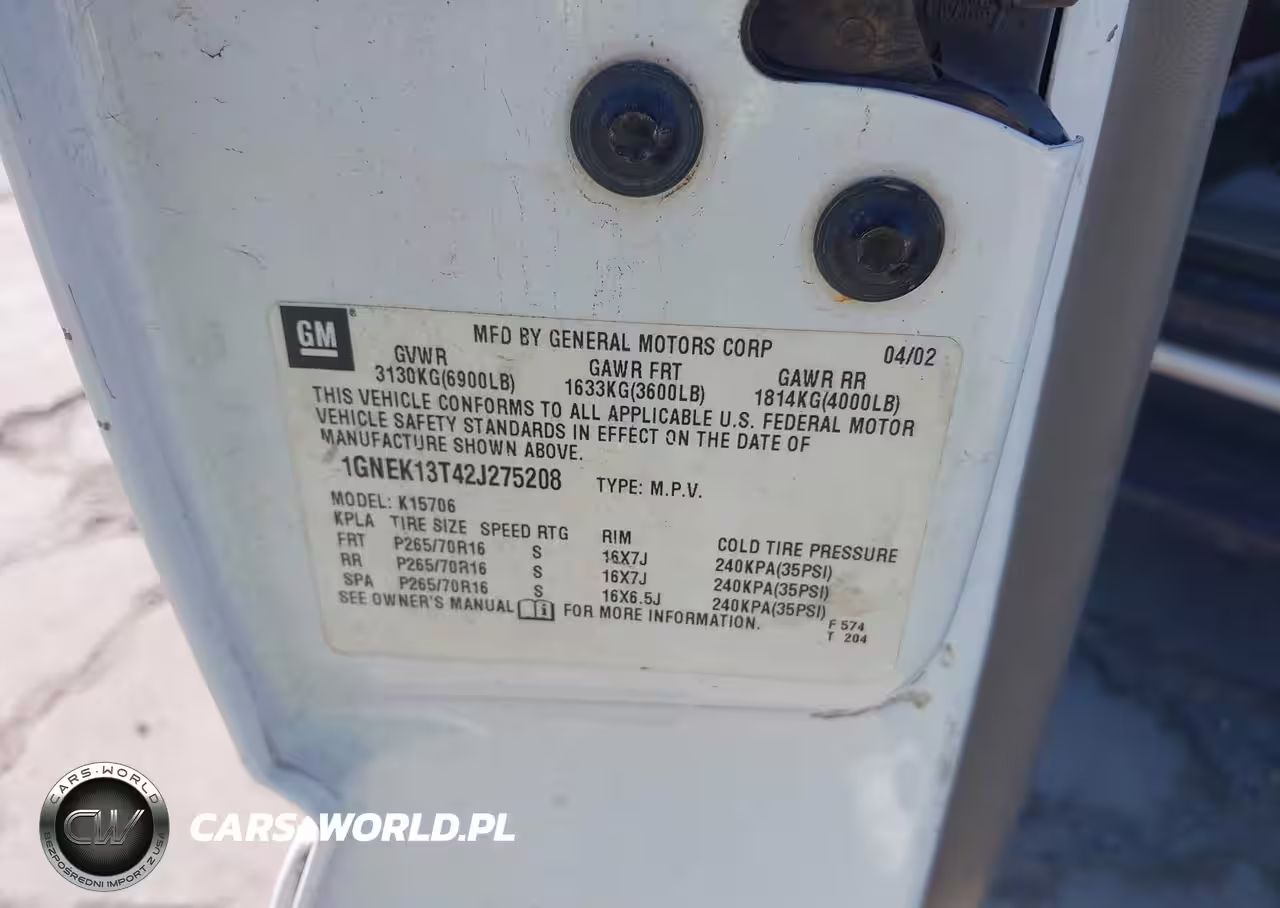 GM
MFD BY GENERAL MOTORS CORP 04/02
GVWR GAWR FRT GAWR RR
3130KG(6900LB) 1633KG(3600LB) 1814KG(4000LB)
THIS VEHICLE CONFORMS TO ALL APPLICABLE U.S. FEDERAL MOTOR
VEHICLE SAFETY STANDARDS IN EFFECT ON THE DATE OF
MANUFACTURE SHOWN ABOVE.
1GNEK13T42J275208 TYPE: M.P.V.
MODEL: K15706
KPLA TIRE SIZE SPEED RTG RIM COLD TIRE PRESSURE
FRT P265/70R16 S 16X7J 240KPA(35PSI)
RR P265/70R16 S 16X7J 240KPA(35PSI)
SPA P265/70R16 S 16X6.5J 240KPA(35PSI)
SEE OWNER'S MANUAL FOR MORE INFORMATION.
F 574
T 204
CARS-WORLD
CW
BEZPOŚREDNI IMPORT Z USA
CARS-WORLD.PL